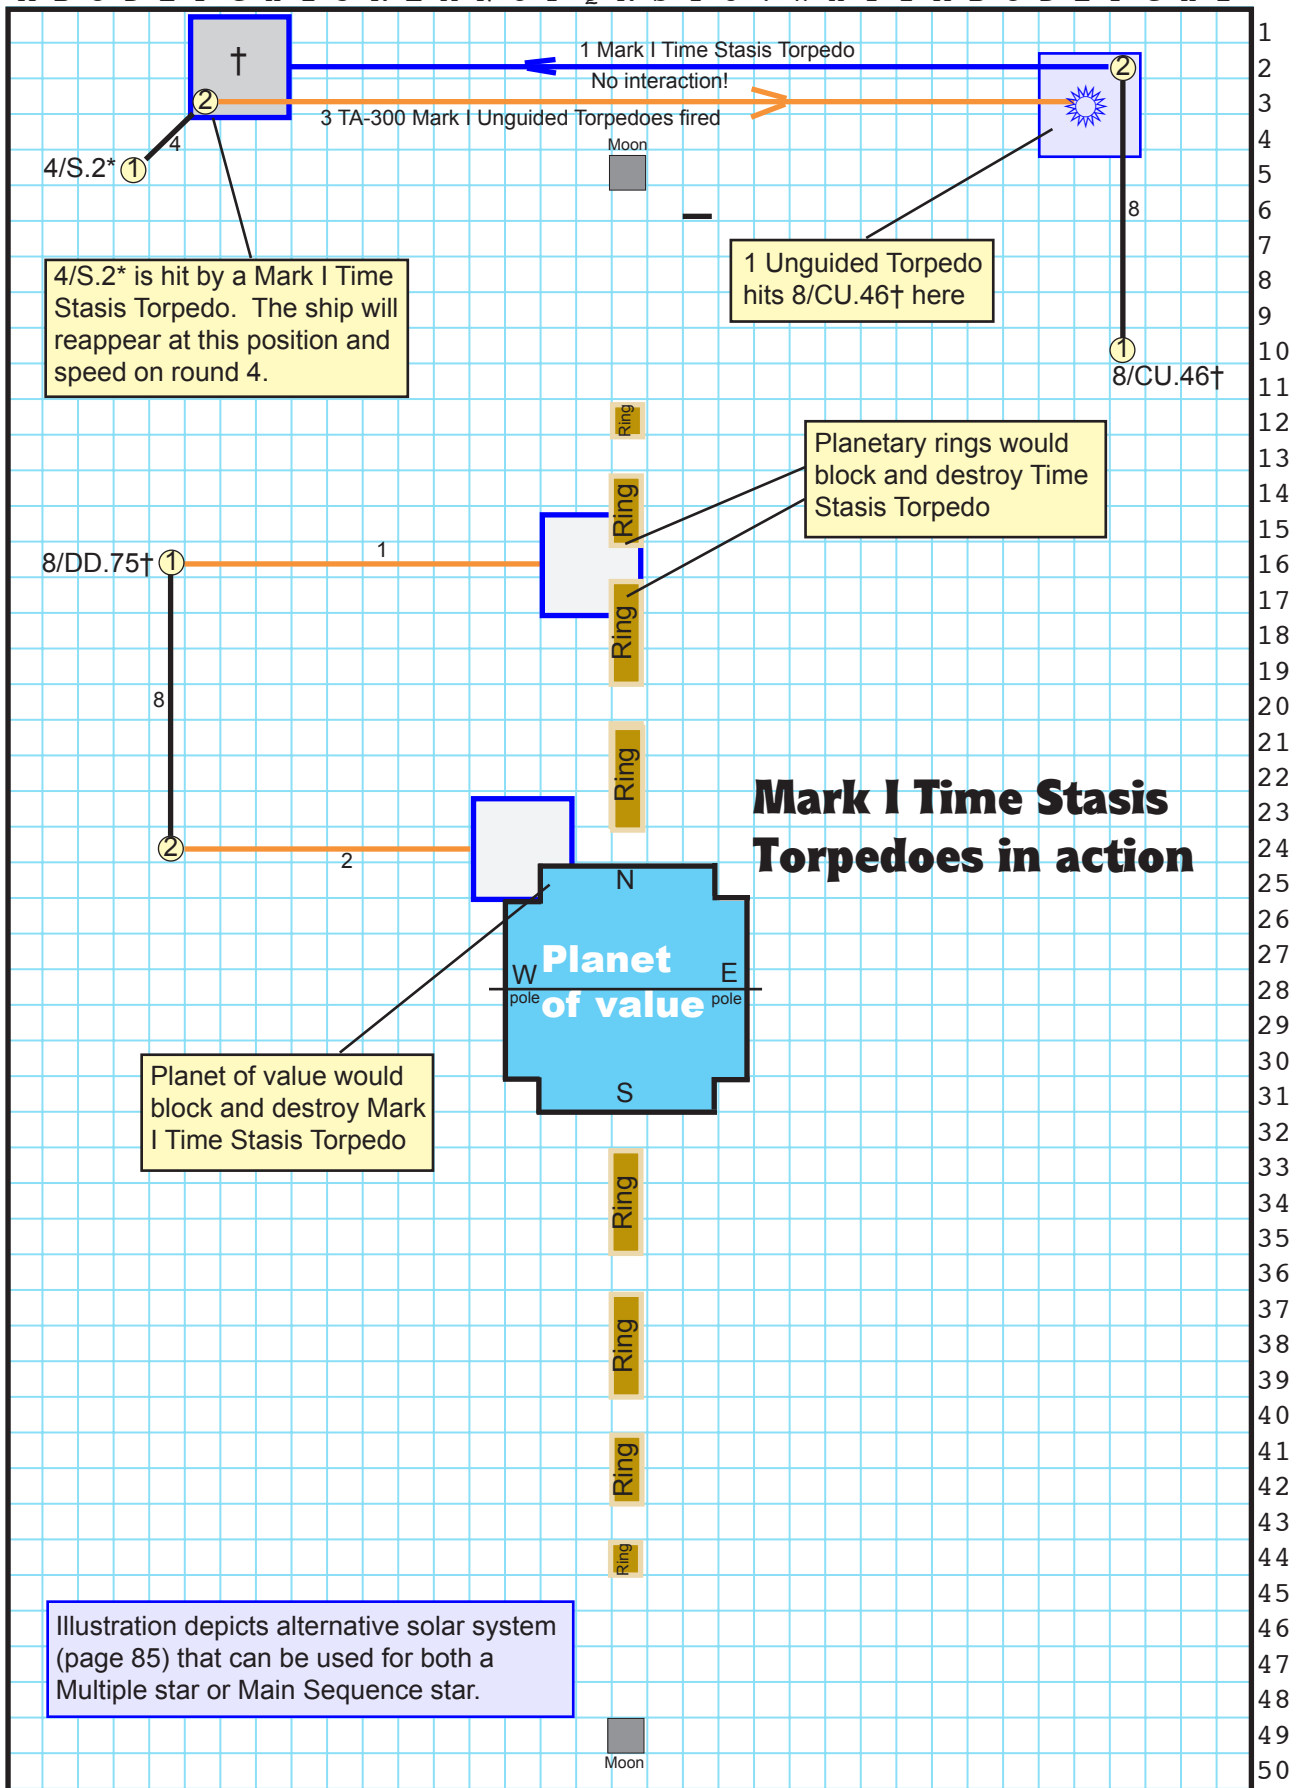 1
1 Mark I Time Stasis Torpedo
†
2
2
No interaction!
2
3
3 TA-300 Mark I Unguided Torpedoes fired
4
4
Moon
4/S.2* 1
5
8
6
7
4/S.2* is hit by a Mark I Time
Stasis Torpedo. The ship will
reappear at this position and
speed on round 4.
1 Unguided Torpedo
hits 8/CU.46† here
8
9
1
10
8/CU.46†
11
Ring
12
Planetary rings would
block and destroy Time
Stasis Torpedo
13
Ring
14
15
8/DD.75† 1
1
16
17
Ring
18
19
8
20
21
Ring
22
Mark I Time Stasis
Torpedoes in action
23
2
2
24
N
25
26
Planet
of value
W
pole
E
pole
27
28
29
30
Planet of value would
block and destroy Mark
I Time Stasis Torpedo
S
31
32
33
Ring
34
35
36
37
Ring
38
39
40
Ring
41
42
43
Ring
44
45
Illustration depicts alternative solar system
(page 85) that can be used for both a
Multiple star or Main Sequence star.
46
47
48
49
Moon
50